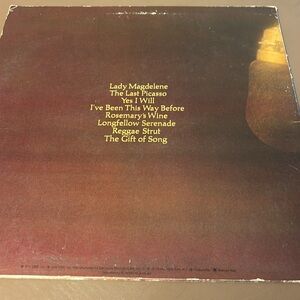 Lady Magdelene
The Last Picasso
Yes I Will
I've Been This Way Before
Rosemary's Wine
Longfellow Serenade
Reggae Strut
The Gift of Song